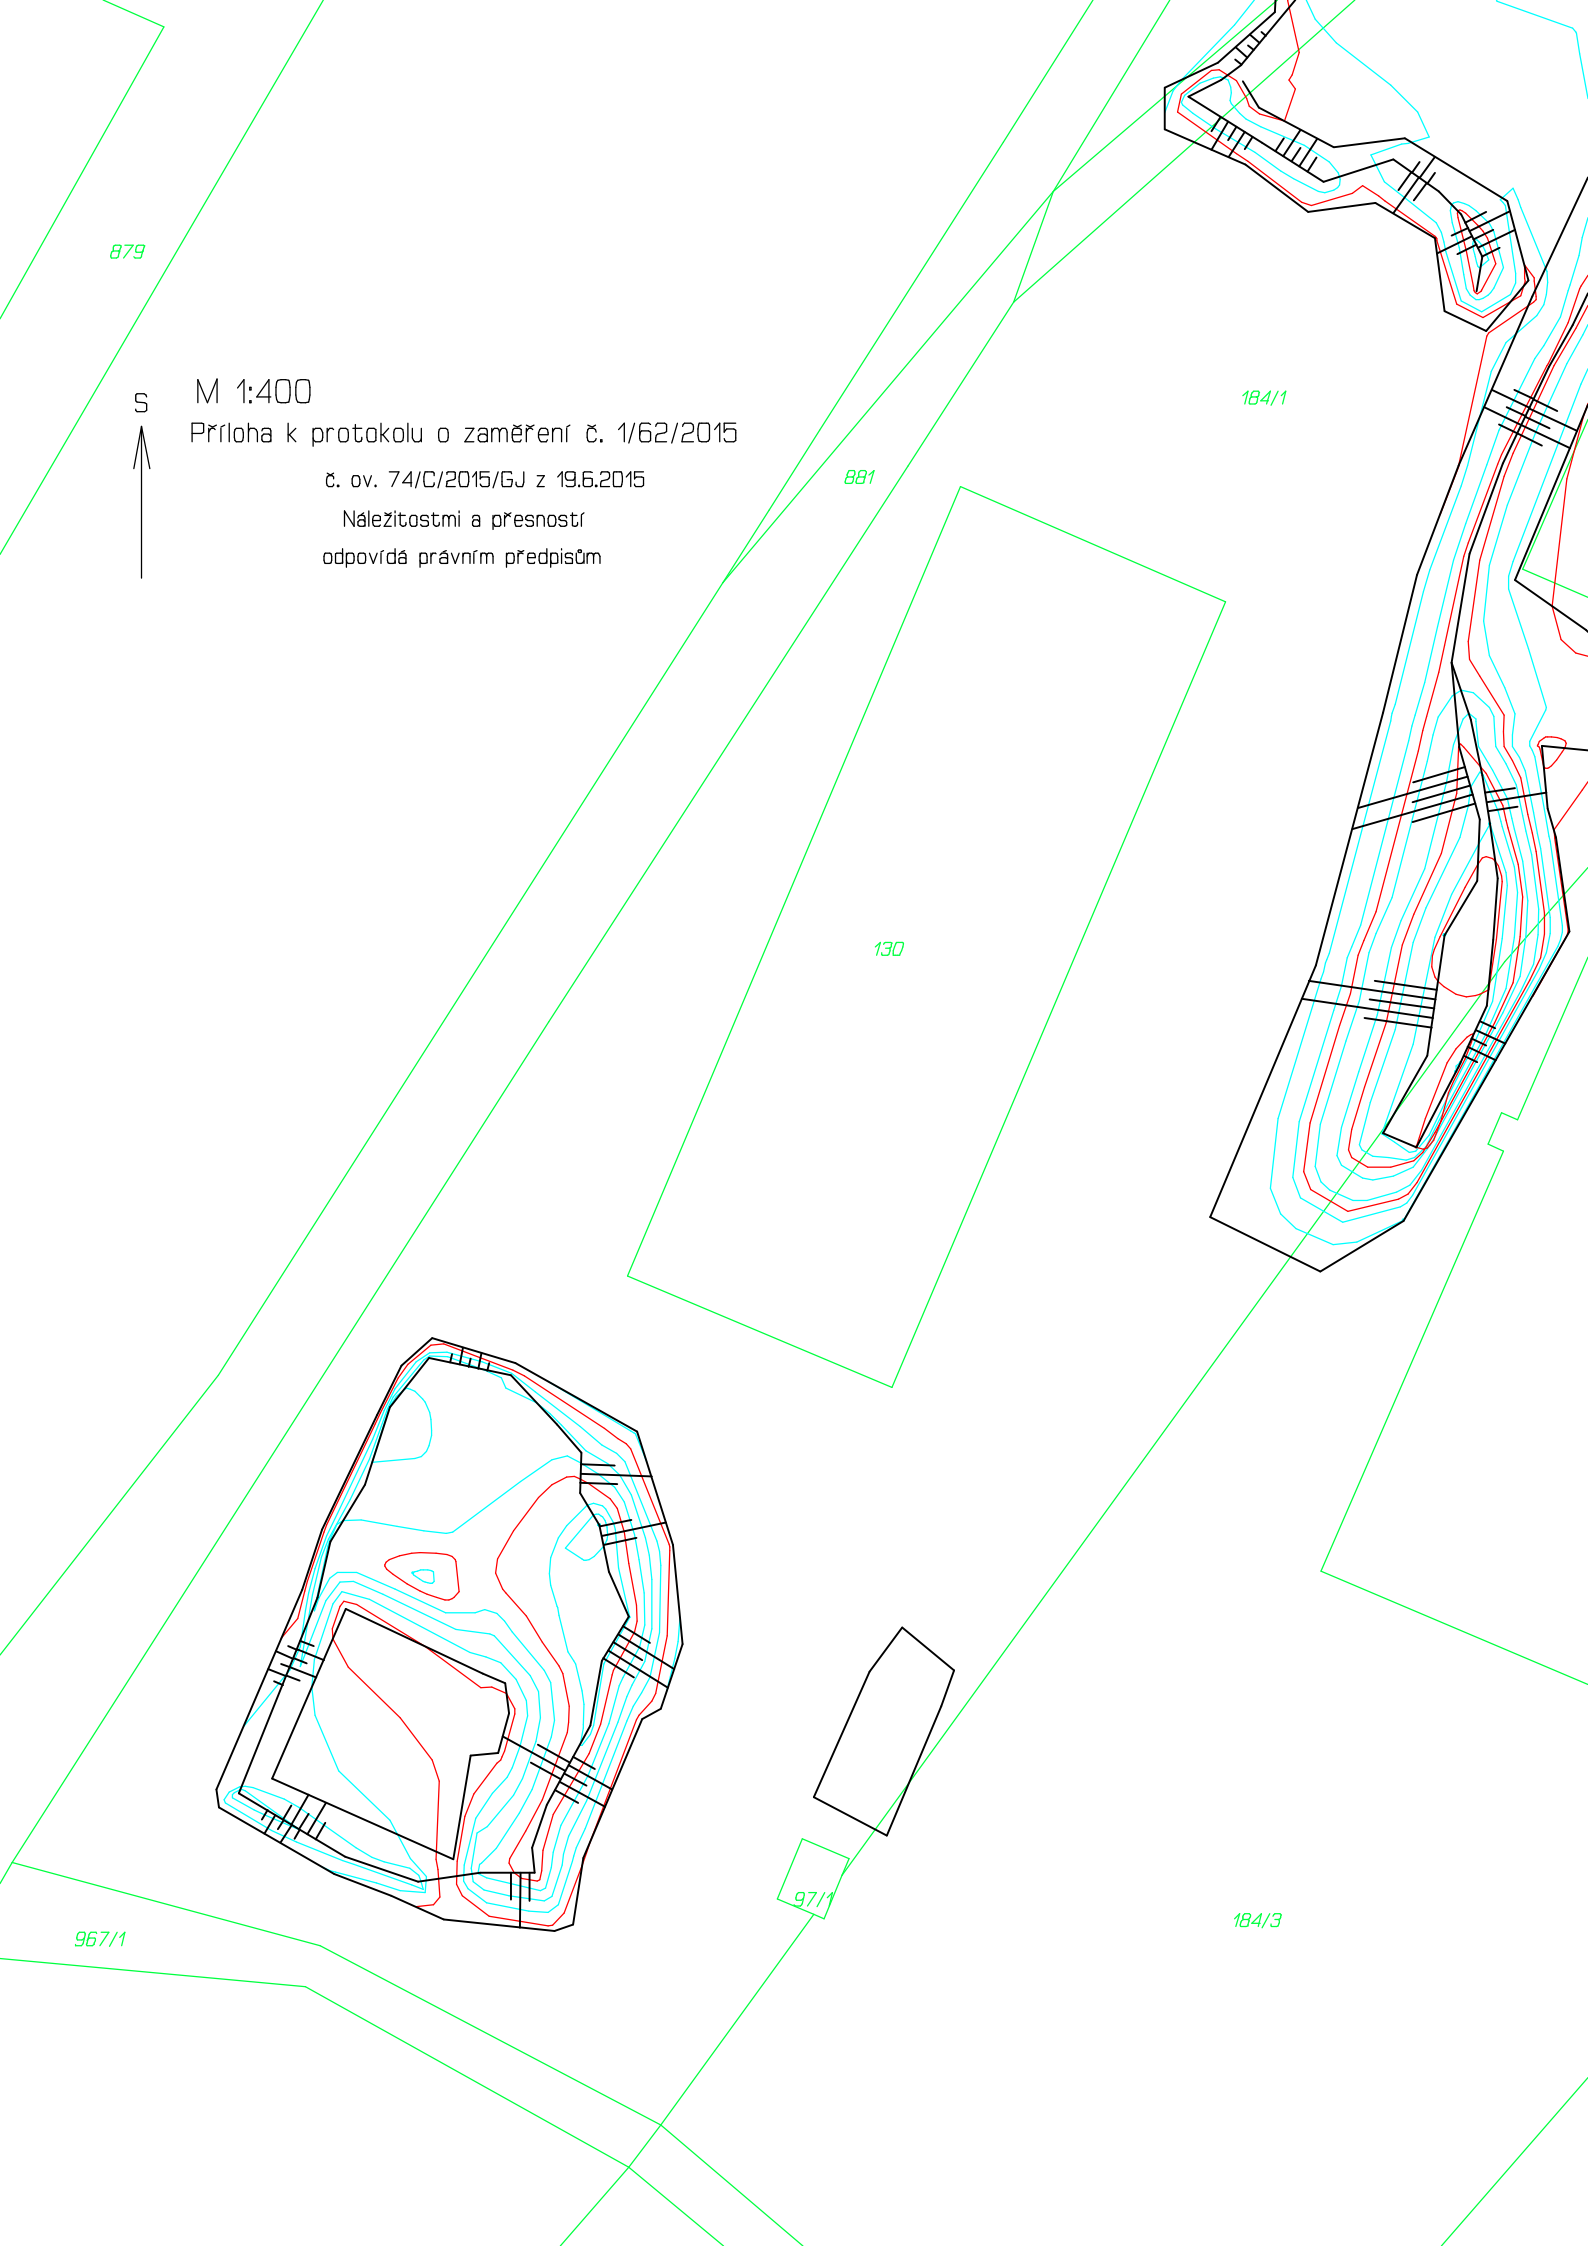 879
S
M 1:400
Příloha k protokolu o zaměření č. 1/62/2015
č. ov. 74/C/2015/GJ z 19.6.2015
Náležitostmi a přesností
odpovídá právním předpisům
184/1
881
130
97/1
184/3
967/1